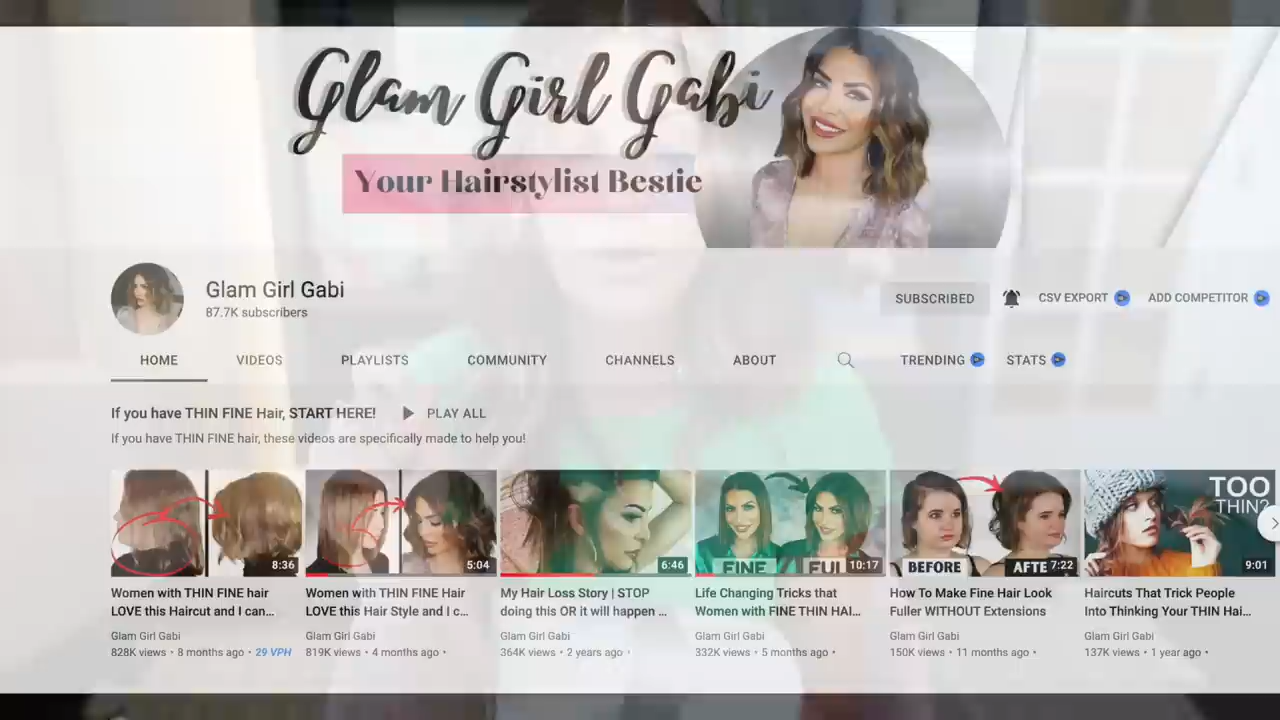 Glam Girl Gabi
Your Hairstylist Bestie
Glam Girl Gabi
87.7K subscribers
SUBSCRIBED
CSV EXPORT
ADD COMPETITOR
HOME
VIDEOS
PLAYLISTS
COMMUNITY
CHANNELS
ABOUT
TRENDING
STATS
If you have THIN FINE Hair, START HERE!
PLAY ALL
If you have THIN FINE hair, these videos are specifically made to help you!
8:36
5:04
6:46
FINE
FUL
10:17
BEFORE
AFTE
7:22
TOO
THIN?
9:01
Women with THIN FINE hair
LOVE this Haircut and I can...
Glam Girl Gabi
828K views • 8 months ago • 29 VPH
Women with THIN FINE Hair
LOVE this Hair Style and I c...
Glam Girl Gabi
819K views • 4 months ago •
My Hair Loss Story | STOP
doing this OR it will happen ...
Glam Girl Gabi
364K views • 2 years ago •
Life Changing Tricks that
Women with FINE THIN HAI...
Glam Girl Gabi
332K views • 5 months ago •
How To Make Fine Hair Look
Fuller WITHOUT Extensions
Glam Girl Gabi
150K views • 11 months ago •
Haircuts That Trick People
Into Thinking Your THIN Hai...
Glam Girl Gabi
137K views • 1 year ago •